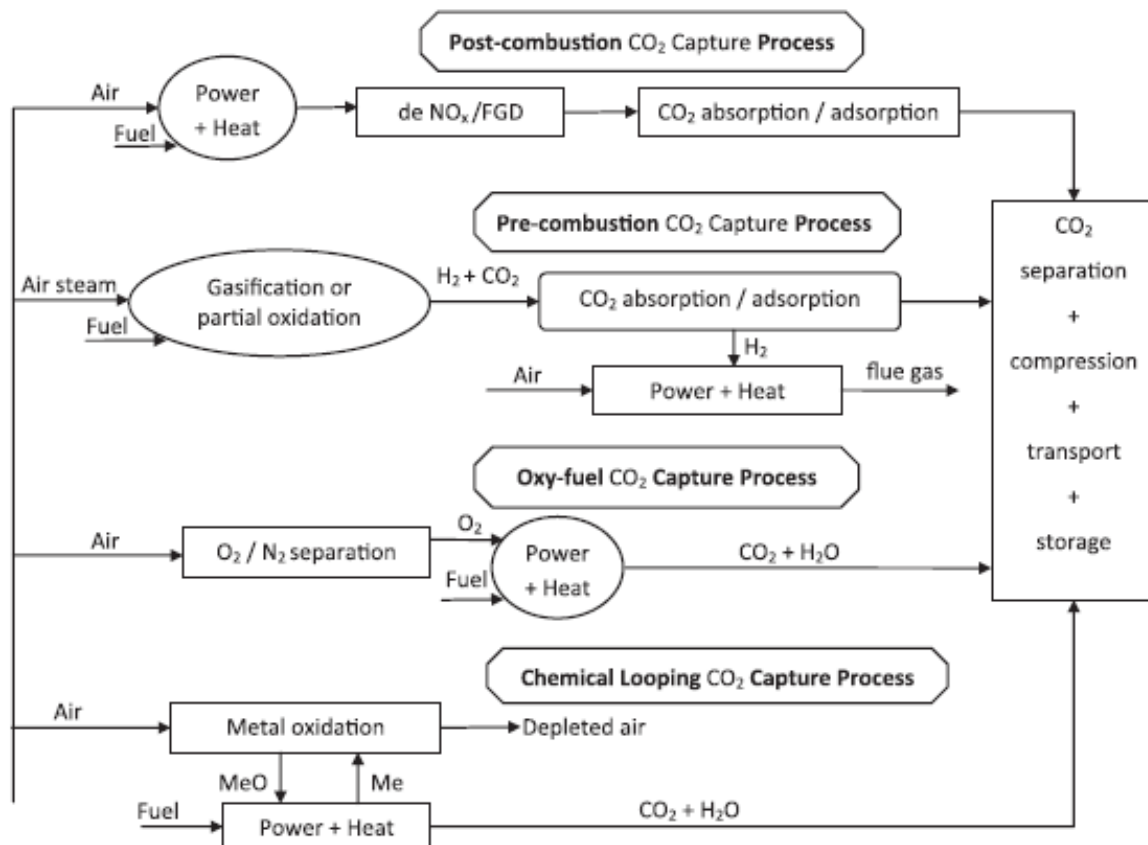 Post-combustion CO₂ Capture Process
Air
Power
+ Heat
Fuel
de NOₓ/FGD
CO₂ absorption / adsorption
Pre-combustion CO₂ Capture Process
Air steam
Fuel
Gasification or
partial oxidation
H₂ + CO₂
CO₂ absorption / adsorption
H₂
Air
Power + Heat
flue gas
CO₂
separation
+
compression
+
transport
+
storage
Oxy-fuel CO₂ Capture Process
Air
O₂ / N₂ separation
O₂
Fuel
Power
+ Heat
CO₂ + H₂O
Chemical Looping CO₂ Capture Process
Air
Metal oxidation
Depleted air
MeO
Me
Fuel
Power + Heat
CO₂ + H₂O